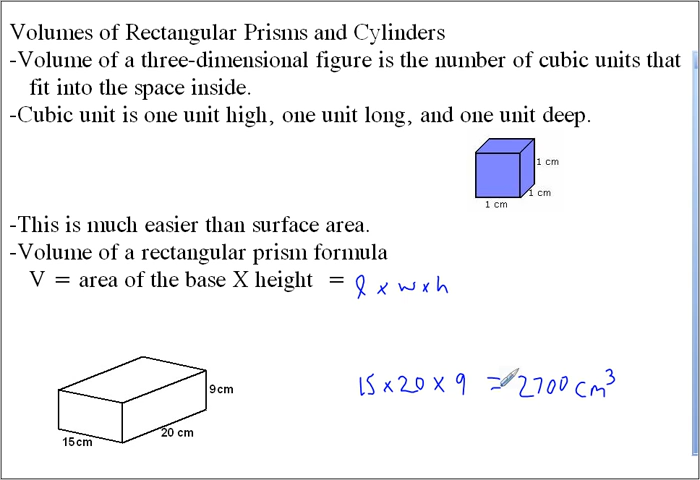 Volumes of Rectangular Prisms and Cylinders
-Volume of a three-dimensional figure is the number of cubic units that
fit into the space inside.
-Cubic unit is one unit high, one unit long, and one unit deep.
1 cm
1 cm
1 cm
-This is much easier than surface area.
-Volume of a rectangular prism formula
V = area of the base X height = l x w x h
9cm
15 x 20 x 9 = 2700 cm³
20 cm
15cm